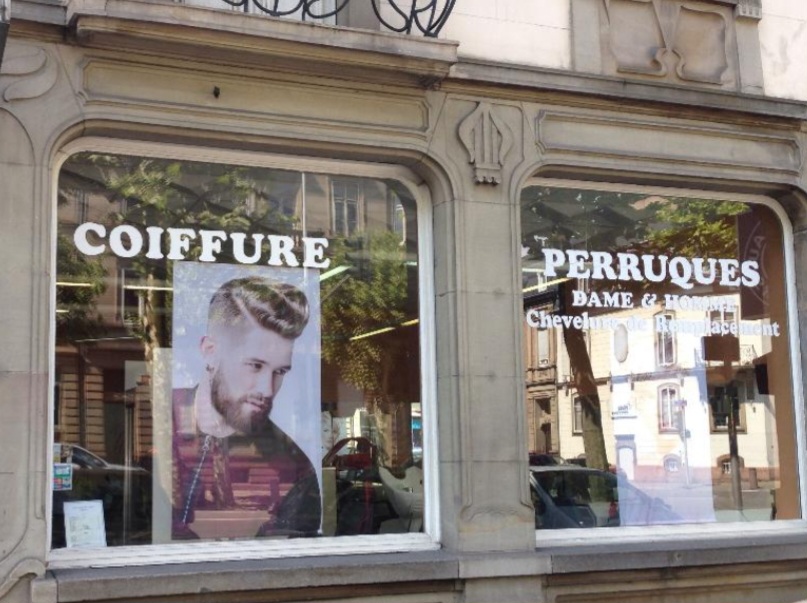 COIFFURE
PERRUQUES
DAME & HOMME
Chevelure de Remplacement